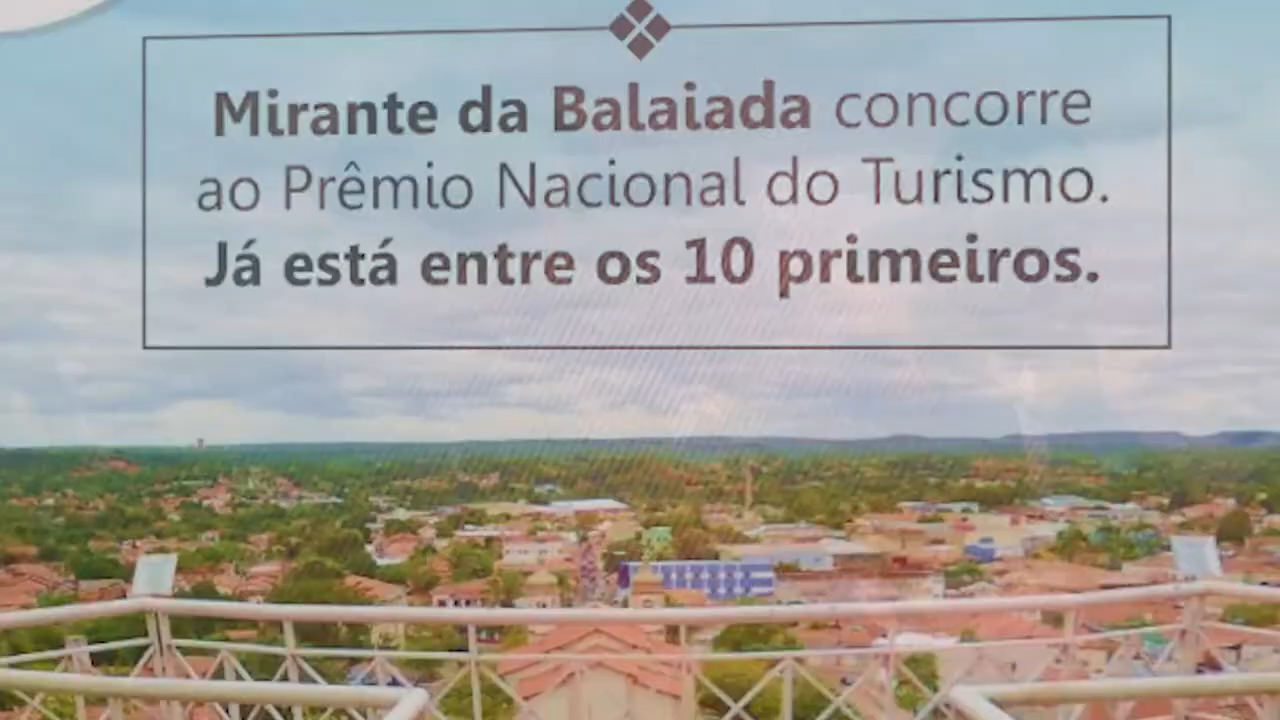 Mirante da Balaiada concorre
ao Prêmio Nacional do Turismo.
Já está entre os 10 primeiros.